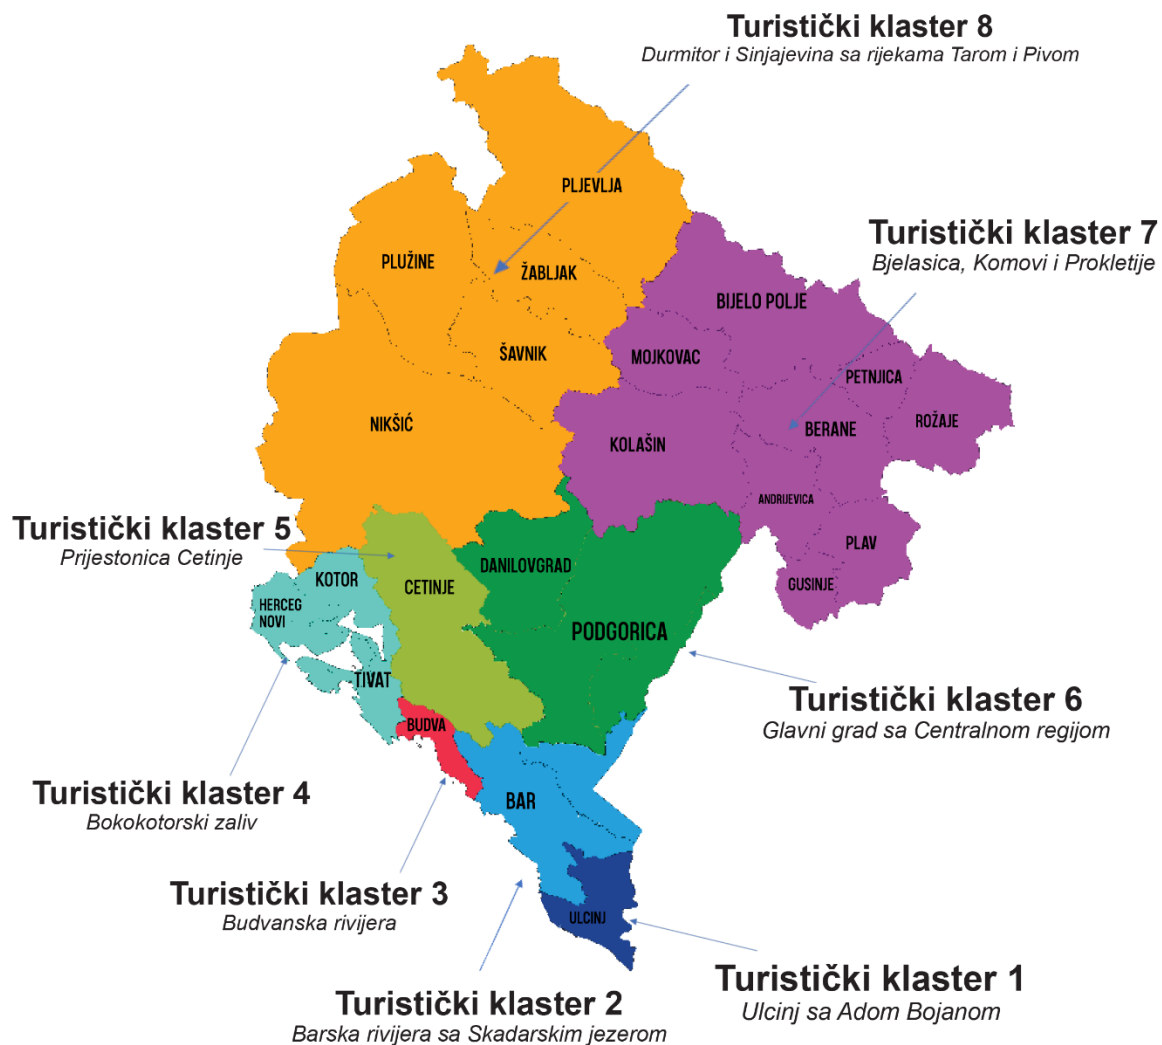 Turistički klaster 8
Durmitor i Sinjajevina sa rijekama Tarom i Pivom
PLJEVLJA
PLUŽINE
ŽABLJAK
ŠAVNIK
NIKŠIĆ
Turistički klaster 7
Bjelasica, Komovi i Prokletije
BIJELO POLJE
MOJKOVAC
PETNJICA
KOLAŠIN
BERANE
ROŽAJE
ANDRIJEVICA
PLAV
GUSINJE
Turistički klaster 5
Prijestonica Cetinje
CETINJE
DANILOVGRAD
PODGORICA
KOTOR
HERCEG
NOVI
TIVAT
BUDVA
Turistički klaster 6
Glavni grad sa Centralnom regijom
Turistički klaster 4
Bokokotorski zaliv
BAR
Turistički klaster 3
Budvanska rivijera
ULCINJ
Turistički klaster 1
Ulcinj sa Adom Bojanom
Turistički klaster 2
Barska rivijera sa Skadarskim jezerom